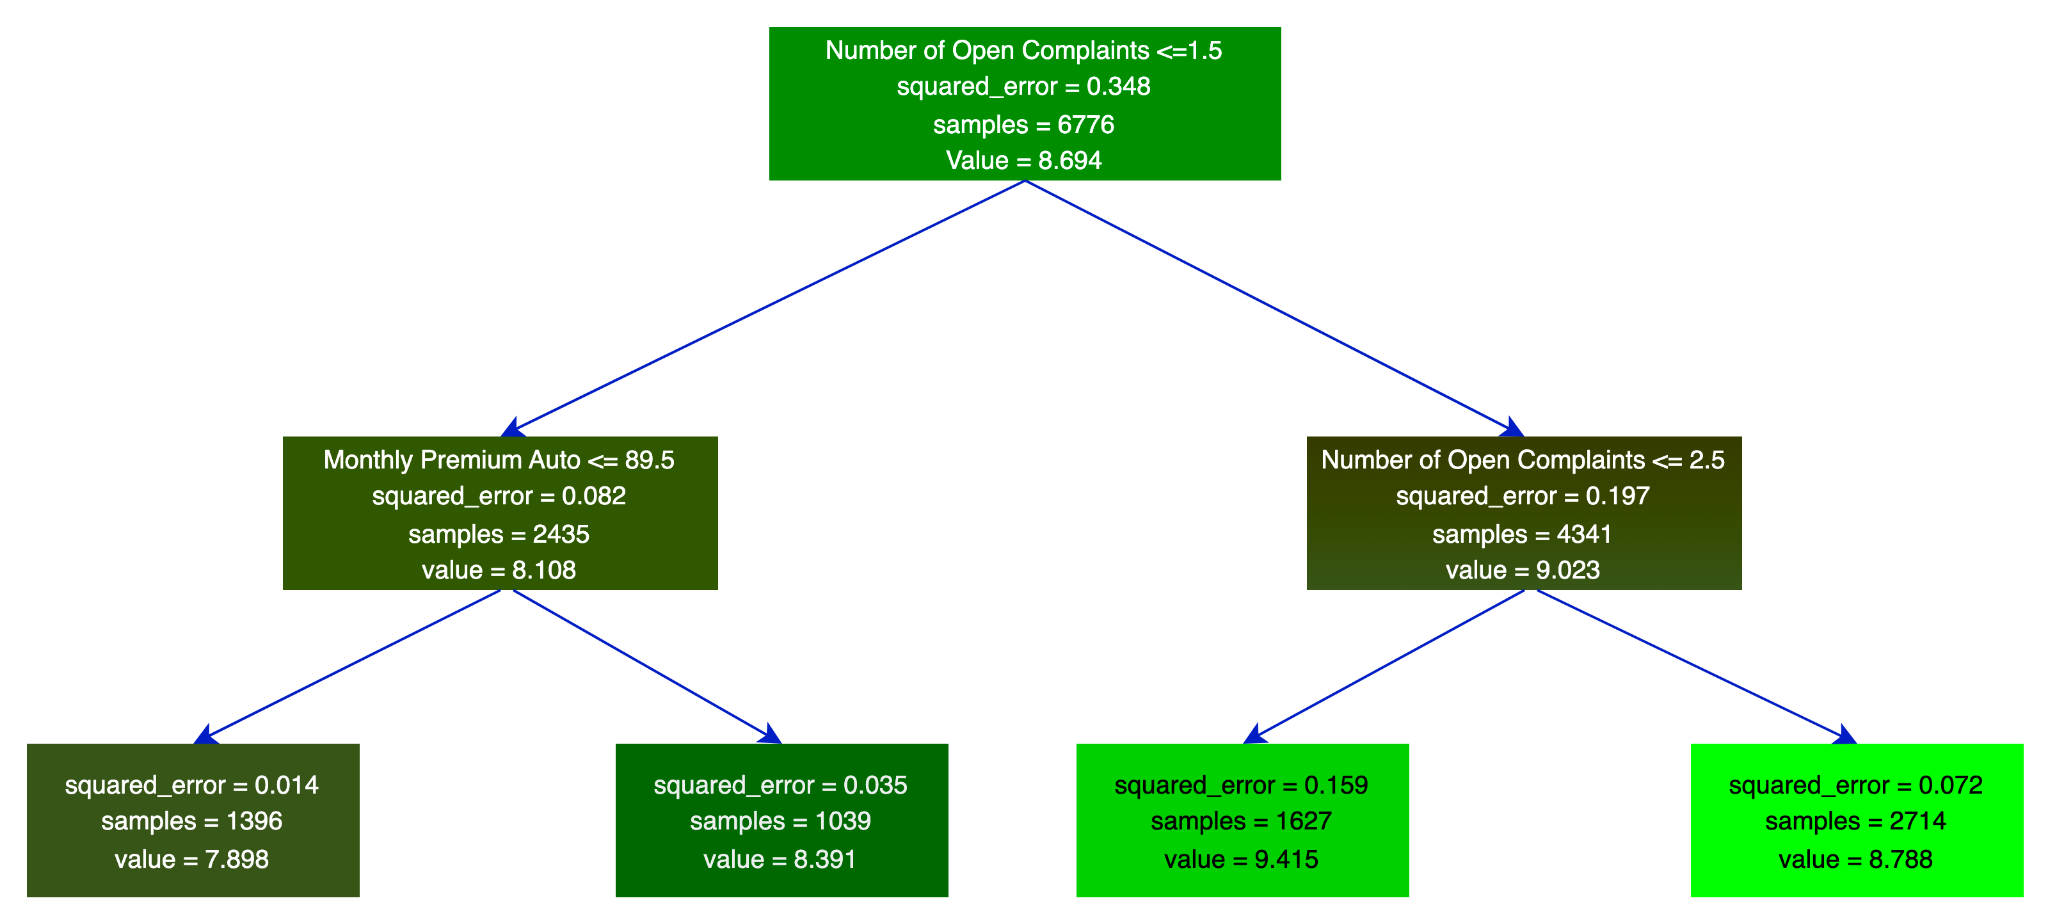 Number of Open Complaints <=1.5
squared_error = 0.348
samples = 6776
Value = 8.694
Monthly Premium Auto <= 89.5
squared_error = 0.082
samples = 2435
value = 8.108
Number of Open Complaints <= 2.5
squared_error = 0.197
samples = 4341
value = 9.023
squared_error = 0.014
samples = 1396
value = 7.898
squared_error = 0.035
samples = 1039
value = 8.391
squared_error = 0.159
samples = 1627
value = 9.415
squared_error = 0.072
samples = 2714
value = 8.788